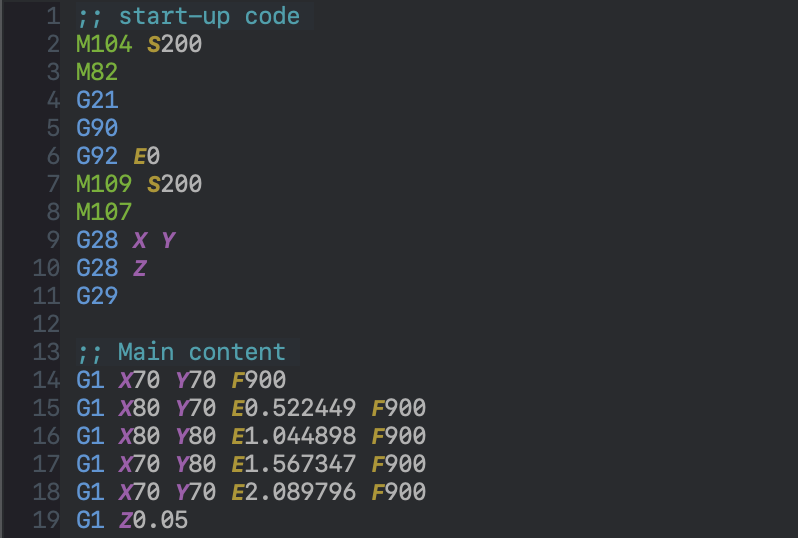 1 ;; start-up code
2 M104 S200
3 M82
4 G21
5 G90
6 G92 E0
7 M109 S200
8 M107
9 G28 X Y
10 G28 Z
11 G29
12
13 ;; Main content
14 G1 X70 Y70 F900
15 G1 X80 Y70 E0.522449 F900
16 G1 X80 Y80 E1.044898 F900
17 G1 X70 Y80 E1.567347 F900
18 G1 X70 Y70 E2.089796 F900
19 G1 Z0.05